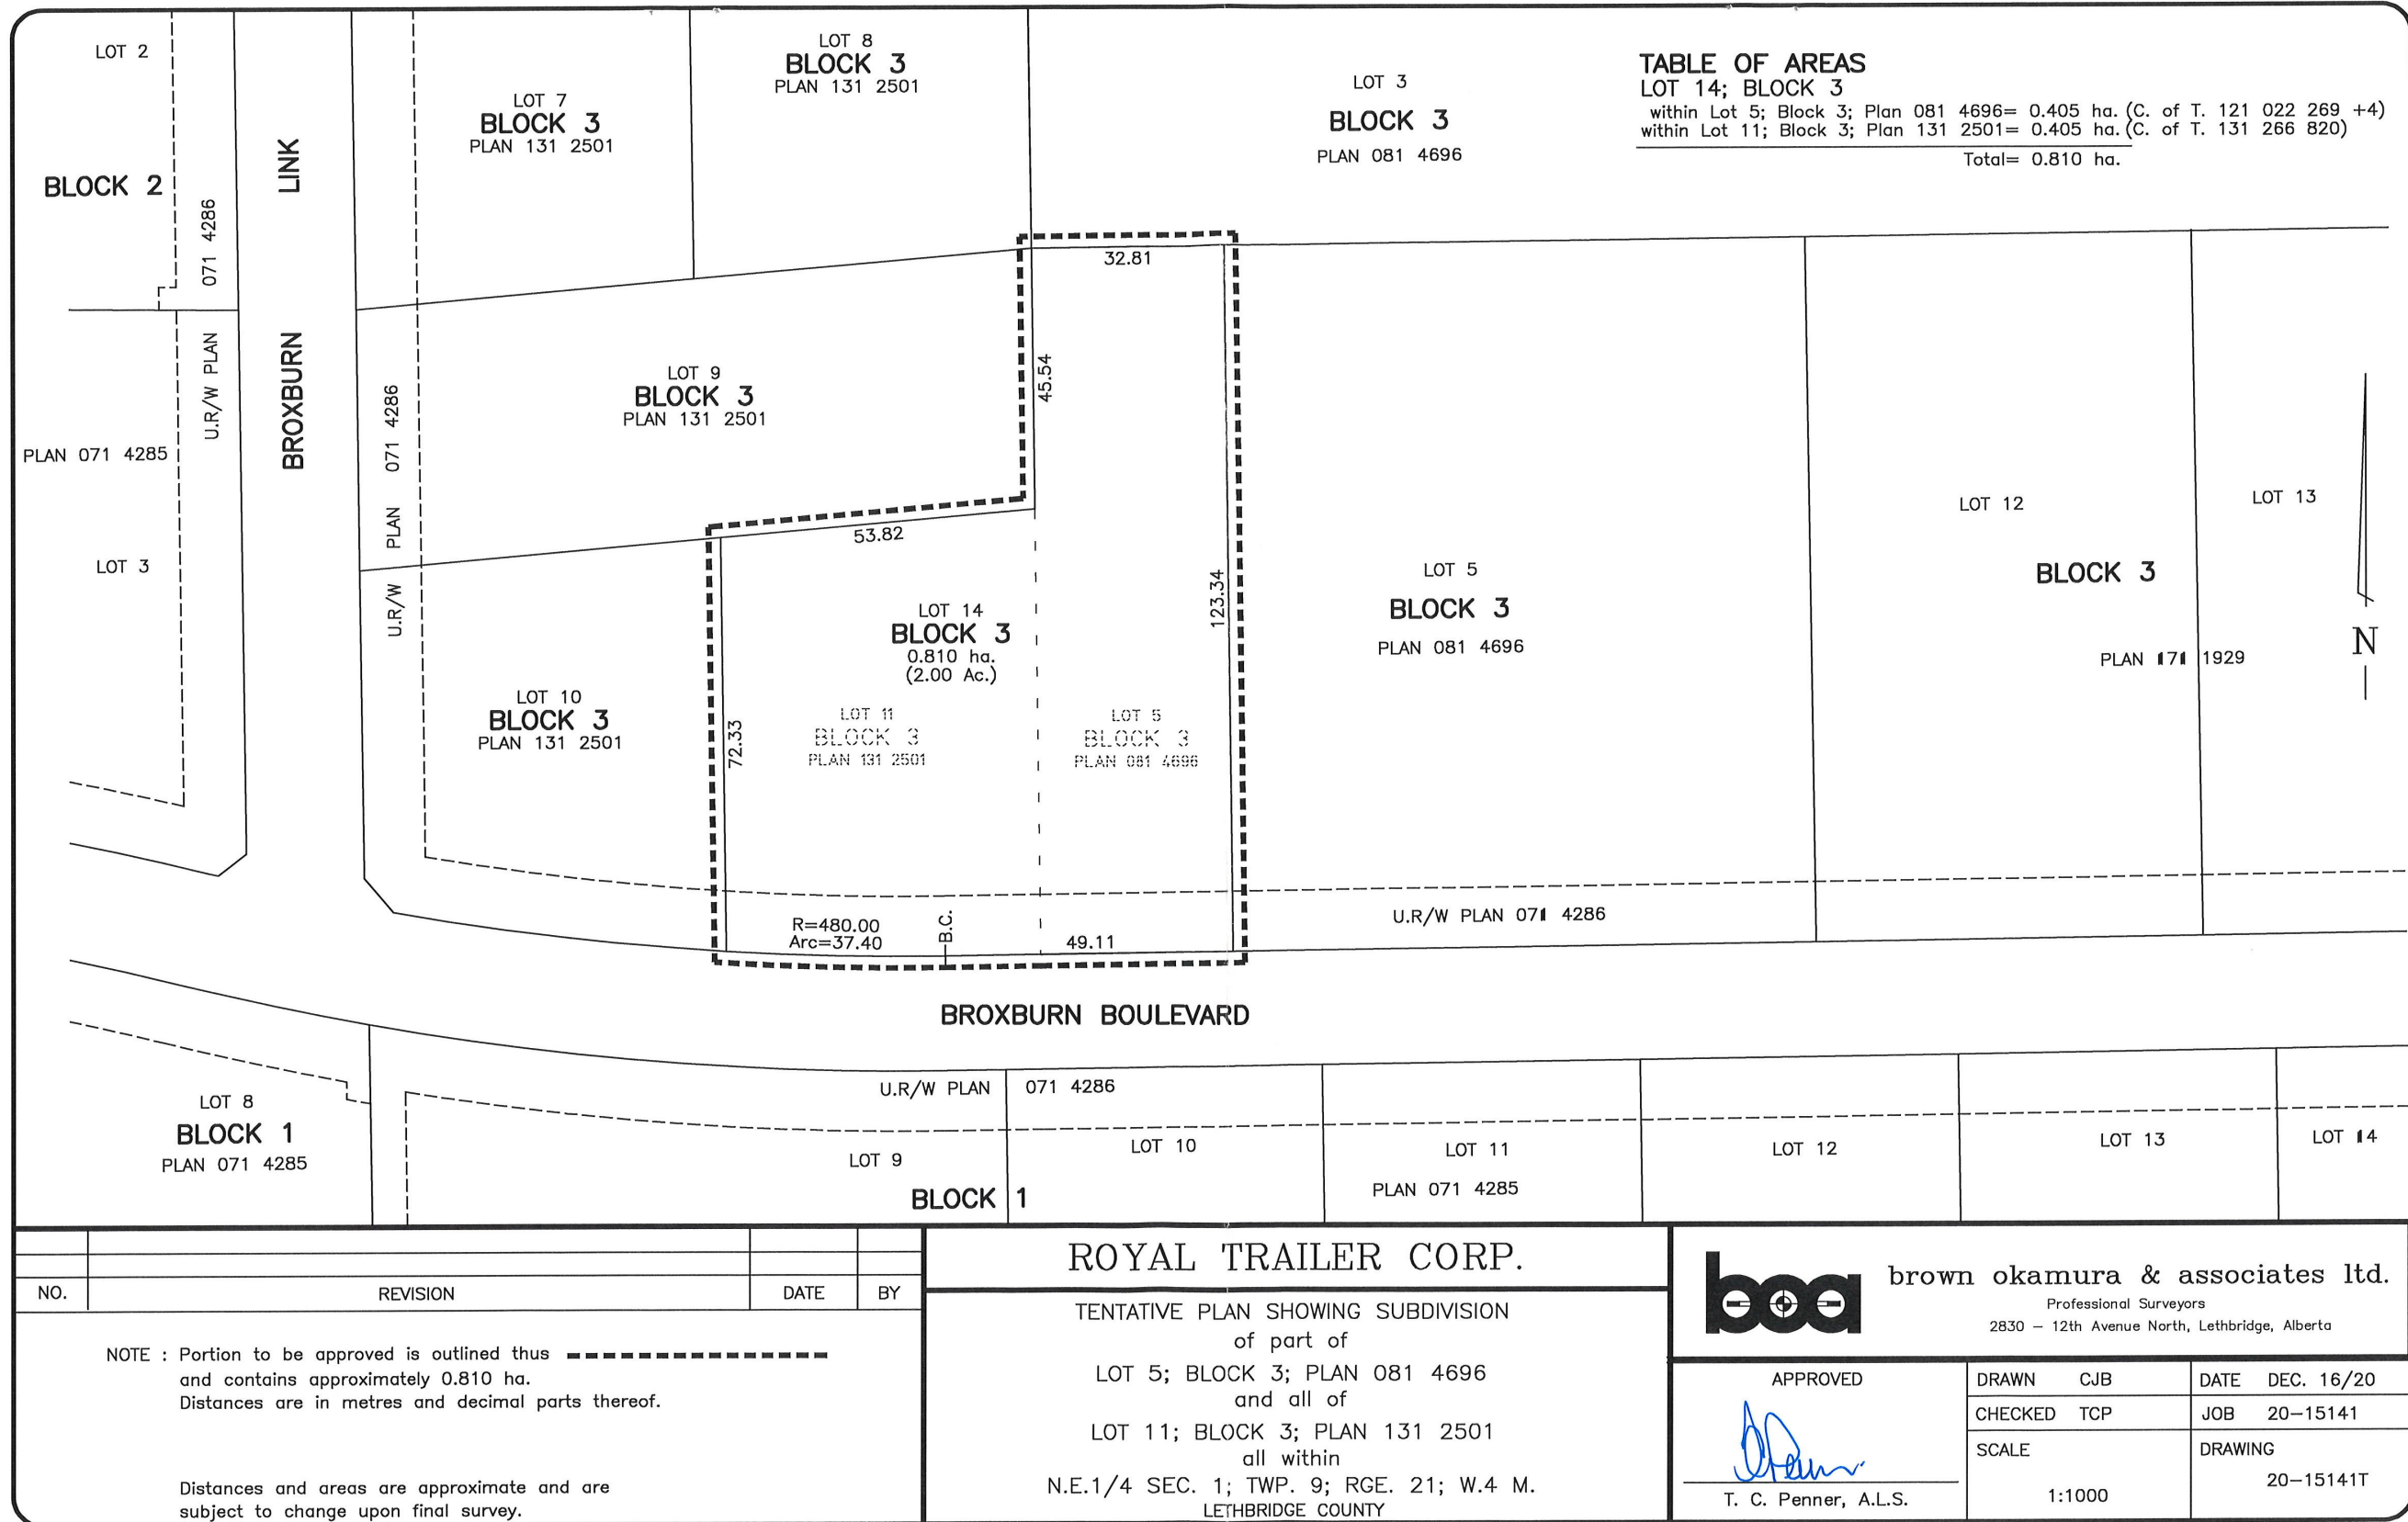 LOT 2
BLOCK 2
071 4286
U.R/W PLAN
PLAN 071 4285
LOT 3
LINK
BROXBURN
U.R/W PLAN 071 4286
LOT 7
BLOCK 3
PLAN 131 2501
LOT 8
BLOCK 3
PLAN 131 2501
LOT 3
BLOCK 3
PLAN 081 4696
TABLE OF AREAS
LOT 14; BLOCK 3
within Lot 5; Block 3; Plan 081 4696= 0.405 ha. (C. of T. 121 022 269 +4)
within Lot 11; Block 3; Plan 131 2501= 0.405 ha. (C. of T. 131 266 820)
Total= 0.810 ha.
32.81
45.54
LOT 9
BLOCK 3
PLAN 131 2501
53.82
123.34
LOT 14
BLOCK 3
0.810 ha.
(2.00 Ac.)
LOT 10
BLOCK 3
PLAN 131 2501
72.33
LOT 11
BLOCK 3
PLAN 131 2501
LOT 5
BLOCK 3
PLAN 081 4696
LOT 5
BLOCK 3
PLAN 081 4696
LOT 12
LOT 13
BLOCK 3
PLAN 171 1929
N
R=480.00
Arc=37.40
B.C.
49.11
U.R/W PLAN 071 4286
BROXBURN BOULEVARD
U.R/W PLAN 071 4286
LOT 8
BLOCK 1
PLAN 071 4285
LOT 9
LOT 10
LOT 11
LOT 12
LOT 13
LOT 14
BLOCK 1
PLAN 071 4285
NO. REVISION DATE BY
NOTE : Portion to be approved is outlined thus
and contains approximately 0.810 ha.
Distances are in metres and decimal parts thereof.
Distances and areas are approximate and are
subject to change upon final survey.
ROYAL TRAILER CORP.
TENTATIVE PLAN SHOWING SUBDIVISION
of part of
LOT 5; BLOCK 3; PLAN 081 4696
and all of
LOT 11; BLOCK 3; PLAN 131 2501
all within
N.E.1/4 SEC. 1; TWP. 9; RGE. 21; W.4 M.
LETHBRIDGE COUNTY
boa
brown okamura & associates ltd.
Professional Surveyors
2830 – 12th Avenue North, Lethbridge, Alberta
APPROVED
T. C. Penner, A.L.S.
DRAWN CJB
CHECKED TCP
SCALE
1:1000
DATE DEC. 16/20
JOB 20-15141
DRAWING
20-15141T